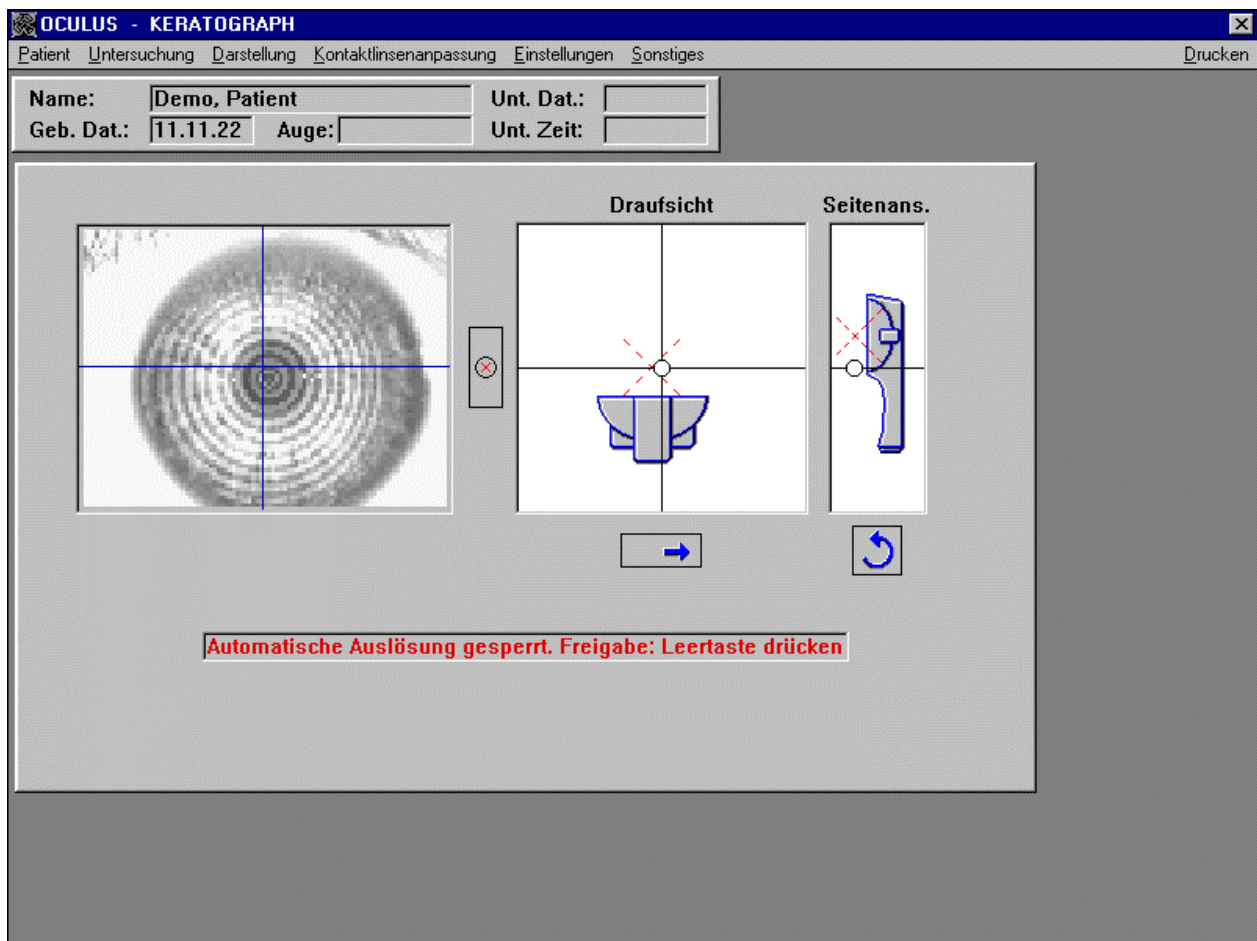 OCULUS - KERATOGRAPH
Patient Untersuchung Darstellung Kontaktlinsenanpassung Einstellungen Sonstiges Drucken
Name: Demo, Patient Unt. Dat.:
Geb. Dat.: 11.11.22 Auge: Unt. Zeit:
Draufsicht Seitenans.
Automatische Auslösung gesperrt. Freigabe: Leertaste drücken